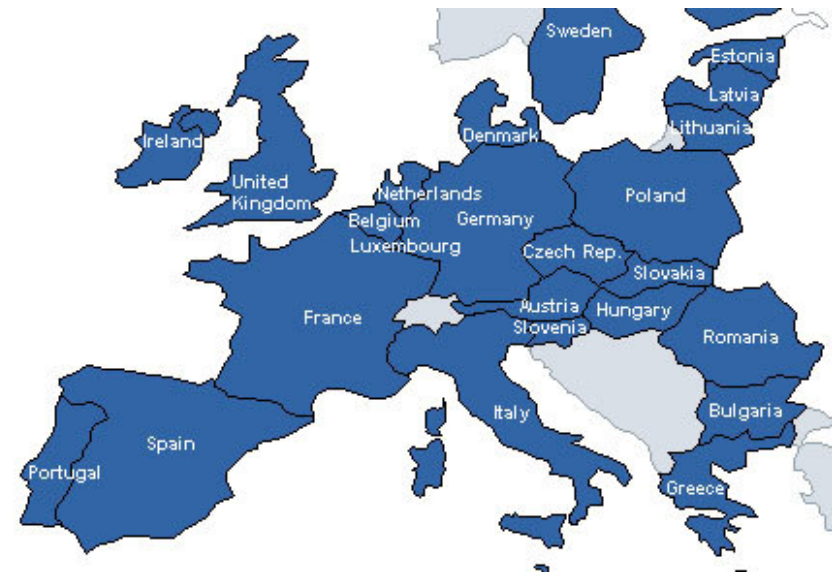 Sweden
Estonia
Latvia
Lithuania
Ireland
Denmark
United
Kingdom
Netherlands
Poland
Belgium
Germany
Luxembourg
Czech Rep.
Slovakia
Austria
Hungary
France
Slovenia
Romania
Italy
Bulgaria
Spain
Portugal
Greece